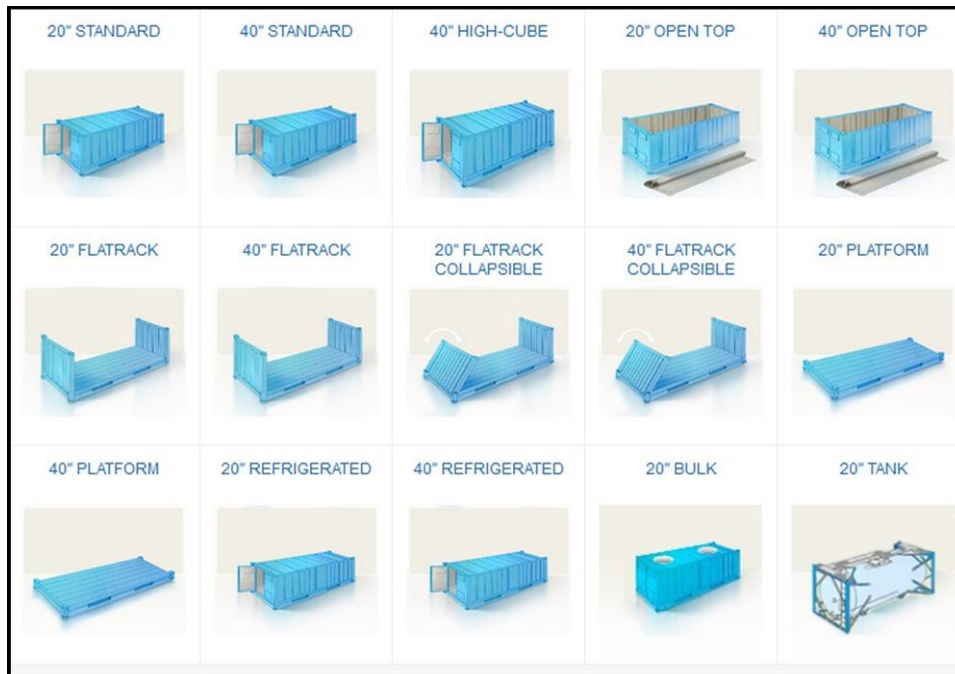 20" STANDARD
40" STANDARD
40" HIGH-CUBE
20" OPEN TOP
40" OPEN TOP
20" FLATRACK
40" FLATRACK
20" FLATRACK
COLLAPSIBLE
40" FLATRACK
COLLAPSIBLE
20" PLATFORM
40" PLATFORM
20" REFRIGERATED
40" REFRIGERATED
20" BULK
20" TANK